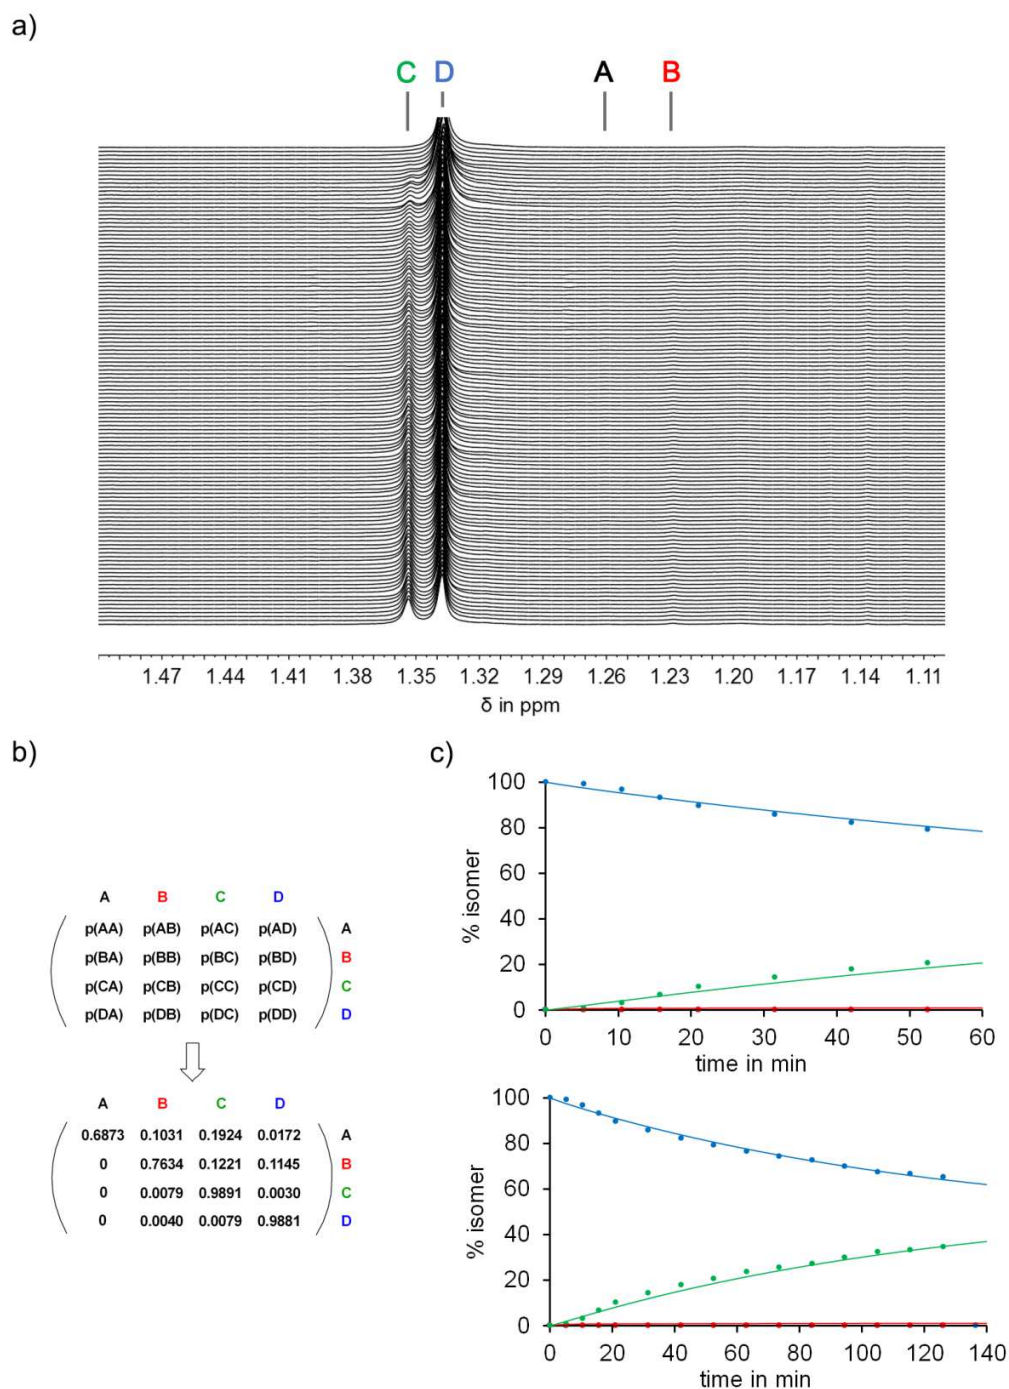 a)
C D A B
1.47 1.44 1.41 1.38 1.35 1.32 1.29 1.26 1.23 1.20 1.17 1.14 1.11
δ in ppm
b)
A B C D
p(AA) p(AB) p(AC) p(AD) A
p(BA) p(BB) p(BC) p(BD) B
p(CA) p(CB) p(CC) p(CD) C
p(DA) p(DB) p(DC) p(DD) D
A B C D
0.6873 0.1031 0.1924 0.0172 A
0 0.7634 0.1221 0.1145 B
0 0.0079 0.9891 0.0030 C
0 0.0040 0.0079 0.9881 D
c)
100
80
60
40
20
0
% isomer
0 10 20 30 40 50 60
time in min
100
80
60
40
20
0
% isomer
0 20 40 60 80 100 120 140
time in min